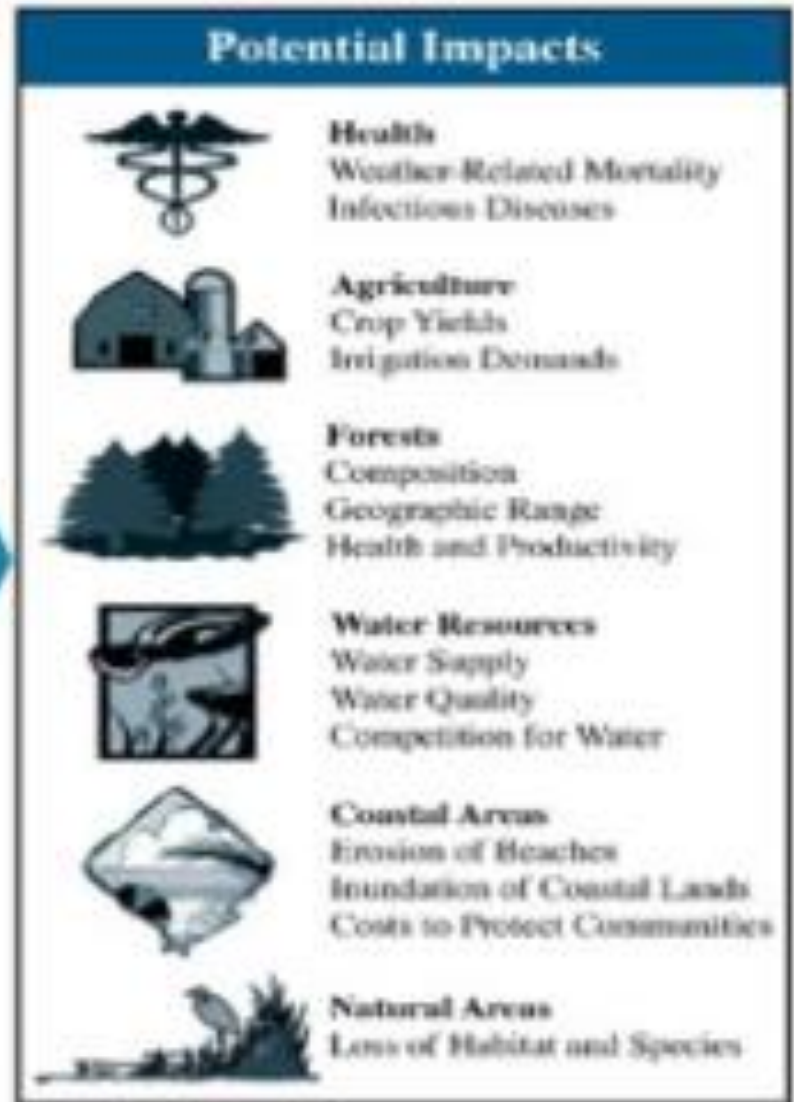 Potential Impacts
Health
Weather-Related Mortality
Infectious Diseases
Agriculture
Crop Yields
Irrigation Demands
Forests
Composition
Geographic Range
Health and Productivity
Water Resources
Water Supply
Water Quality
Competition for Water
Coastal Areas
Erosion of Beaches
Inundation of Coastal Lands
Costs to Protect Communities
Natural Areas
Loss of Habitat and Species